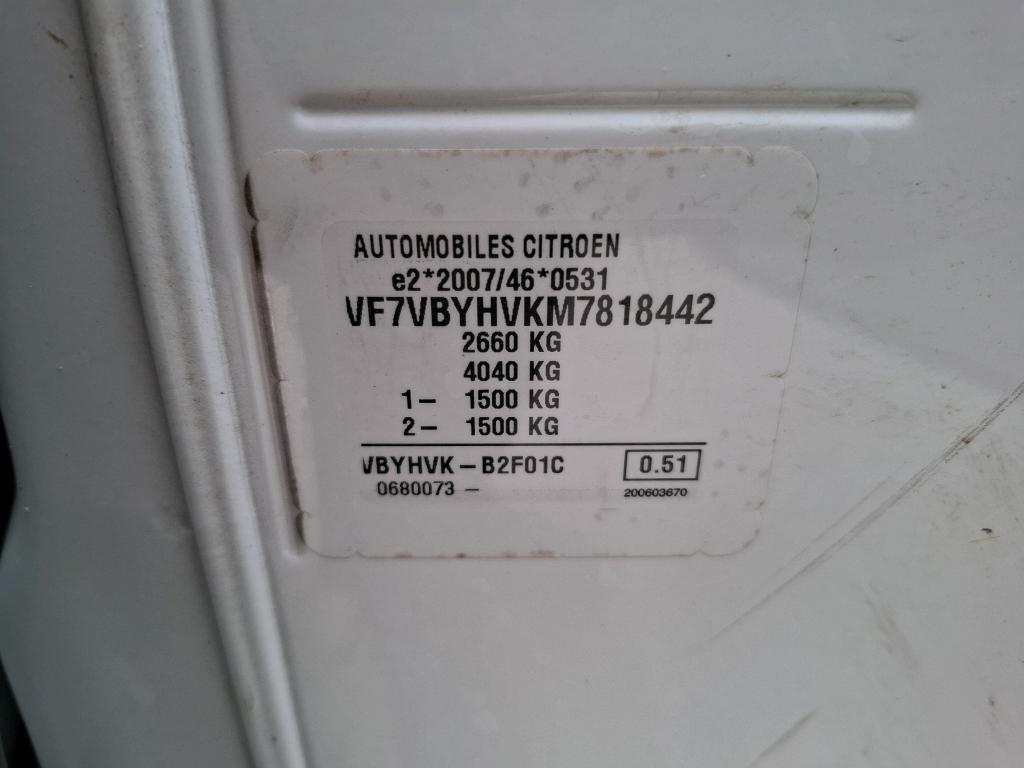 AUTOMOBILES CITROEN
e2*2007/46*0531
VF7VBYHVKM7818442
2660 KG
4040 KG
1– 1500 KG
2– 1500 KG
VBYHVK – B2F01C 0.51
0680073 – 200603670